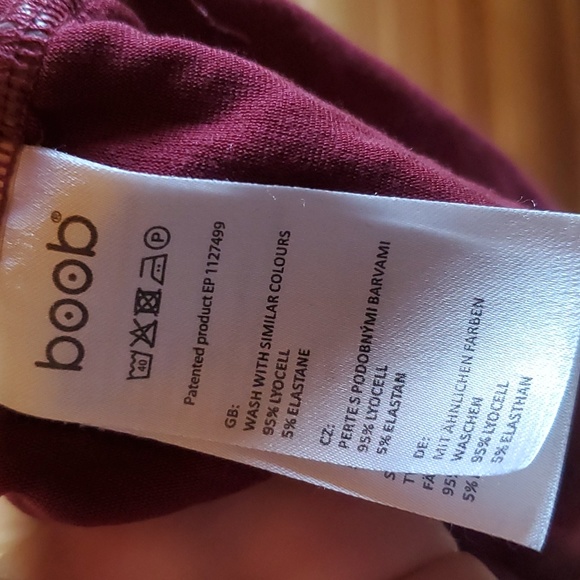 boob®
40 P
Patented product EP 1127499
GB:
WASH WITH SIMILAR COLOURS
95% LYOCELL
5% ELASTANE
CZ:
PERTE S PODOBNÝMI BARVAMI
95% LYOCELL
5% ELASTAN
DE:
MIT ÄHNLICHEN FARBEN
WASCHEN
95% LYOCELL
5% ELASTHAN